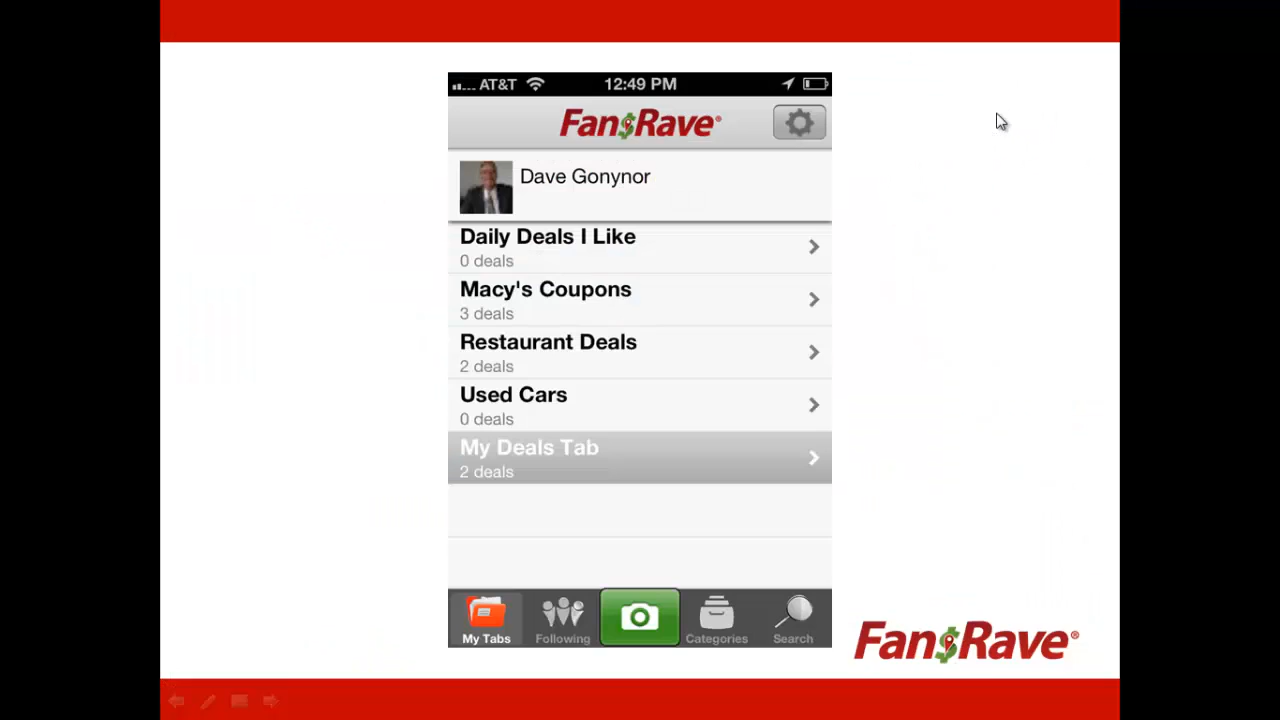 AT&T 12:49 PM
Fan$Rave®
Dave Gonynor
Daily Deals I Like
0 deals
Macy's Coupons
3 deals
Restaurant Deals
2 deals
Used Cars
0 deals
My Deals Tab
2 deals
My Tabs Following Categories Search
Fan$Rave®